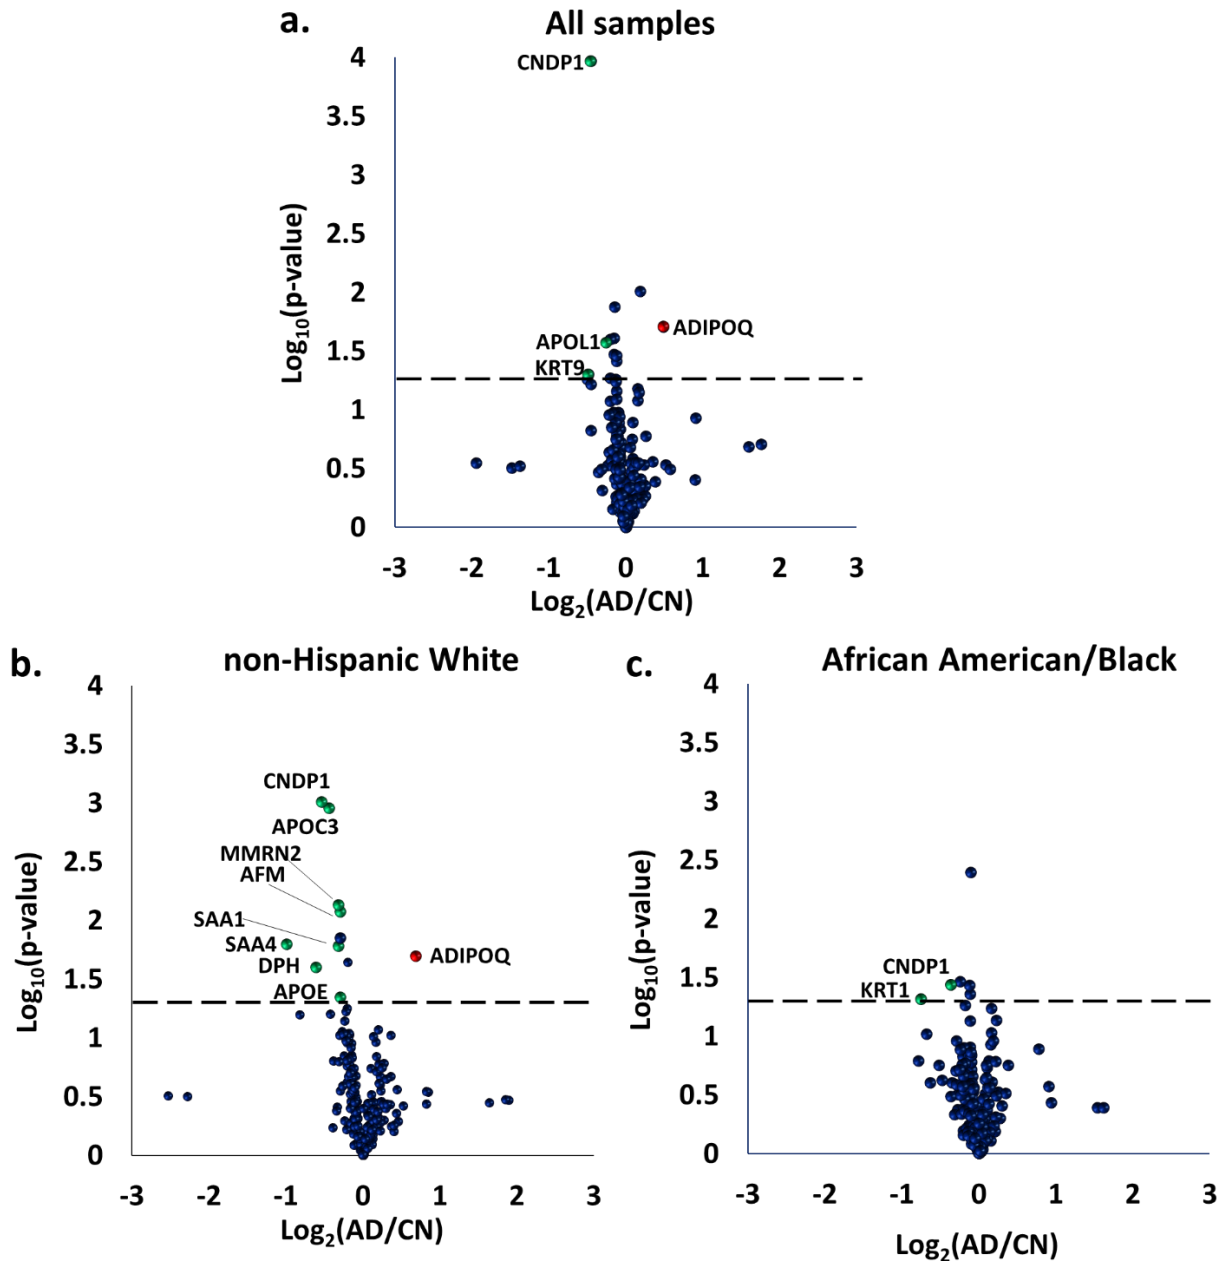 a.
All samples
4
3.5
3
2.5
2
1.5
1
0.5
0
Log₁₀(p-value)
CNDP1
ADIPOQ
APOL1
KRT9
-3 -2 -1 0 1 2 3
Log₂(AD/CN)
b.
non-Hispanic White
4
3.5
3
2.5
2
1.5
1
0.5
0
Log₁₀(p-value)
CNDP1
APOC3
MMRN2
AFM
SAA1
SAA4
DPH
APOE
ADIPOQ
-3 -2 -1 0 1 2 3
Log₂(AD/CN)
c.
African American/Black
4
3.5
3
2.5
2
1.5
1
0.5
0
Log₁₀(p-value)
CNDP1
KRT1
-3 -2 -1 0 1 2 3
Log₂(AD/CN)